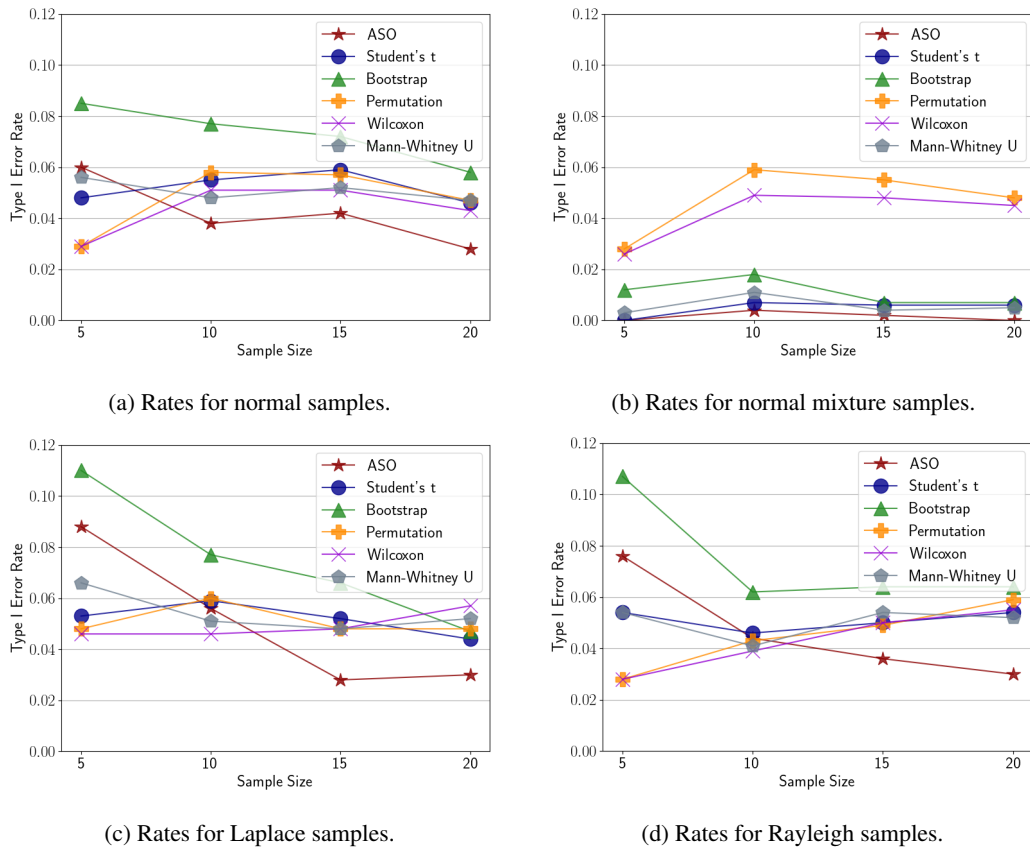 0.12
0.10
0.08
0.06
0.04
0.02
0.00
Type I Error Rate
5 10 15 20
Sample Size
ASO
Student's t
Bootstrap
Permutation
Wilcoxon
Mann-Whitney U
(a) Rates for normal samples.
0.12
0.10
0.08
0.06
0.04
0.02
0.00
Type I Error Rate
5 10 15 20
Sample Size
ASO
Student's t
Bootstrap
Permutation
Wilcoxon
Mann-Whitney U
(b) Rates for normal mixture samples.
0.12
0.10
0.08
0.06
0.04
0.02
0.00
Type I Error Rate
5 10 15 20
Sample Size
ASO
Student's t
Bootstrap
Permutation
Wilcoxon
Mann-Whitney U
(c) Rates for Laplace samples.
0.12
0.10
0.08
0.06
0.04
0.02
0.00
Type I Error Rate
5 10 15 20
Sample Size
ASO
Student's t
Bootstrap
Permutation
Wilcoxon
Mann-Whitney U
(d) Rates for Rayleigh samples.